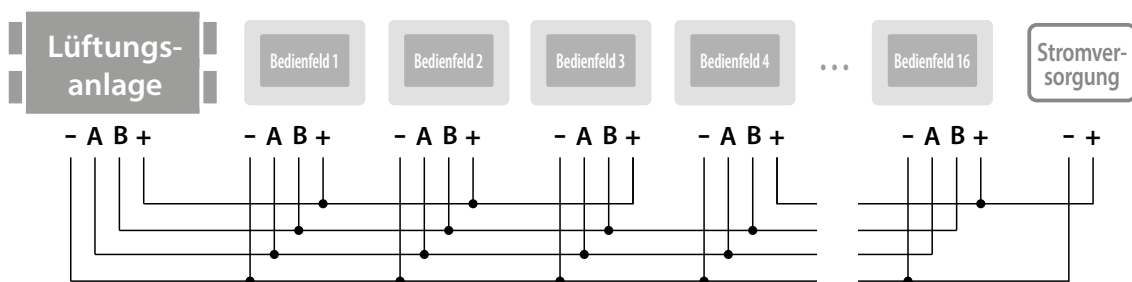 Lüftungs-
anlage
Bedienfeld 1
Bedienfeld 2
Bedienfeld 3
Bedienfeld 4
...
Bedienfeld 16
Stromver-
sorgung
- A B +
- A B +
- A B +
- A B +
- A B +
- A B +
- +